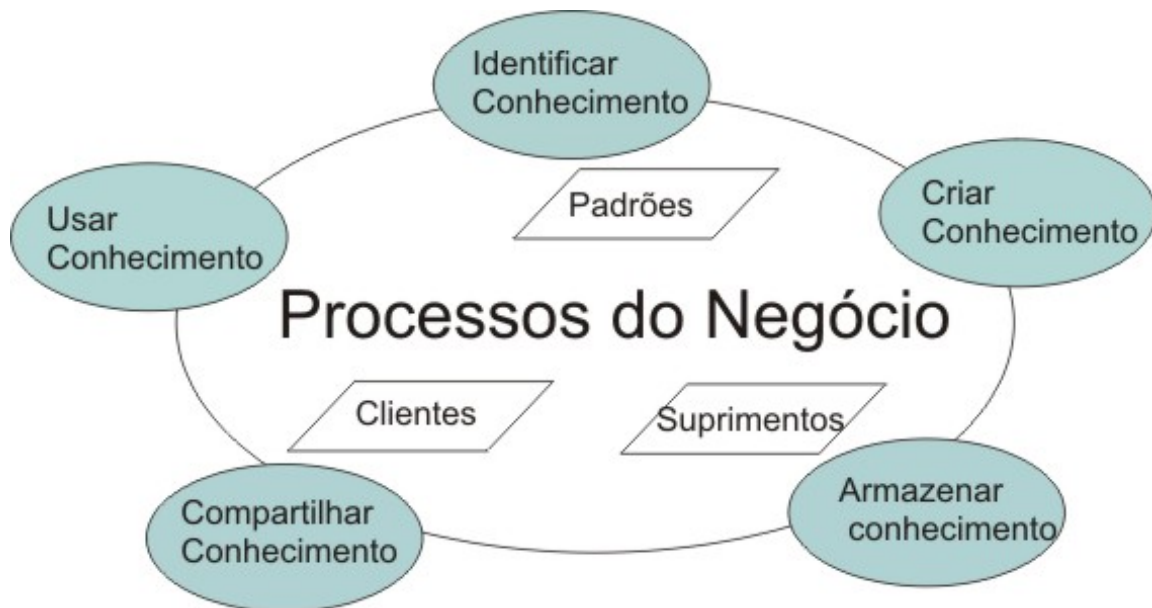 Identificar
Conhecimento
Criar
Conhecimento
Usar
Conhecimento
Padrões
Processos do Negócio
Clientes
Suprimentos
Armazenar
conhecimento
Compartilhar
Conhecimento